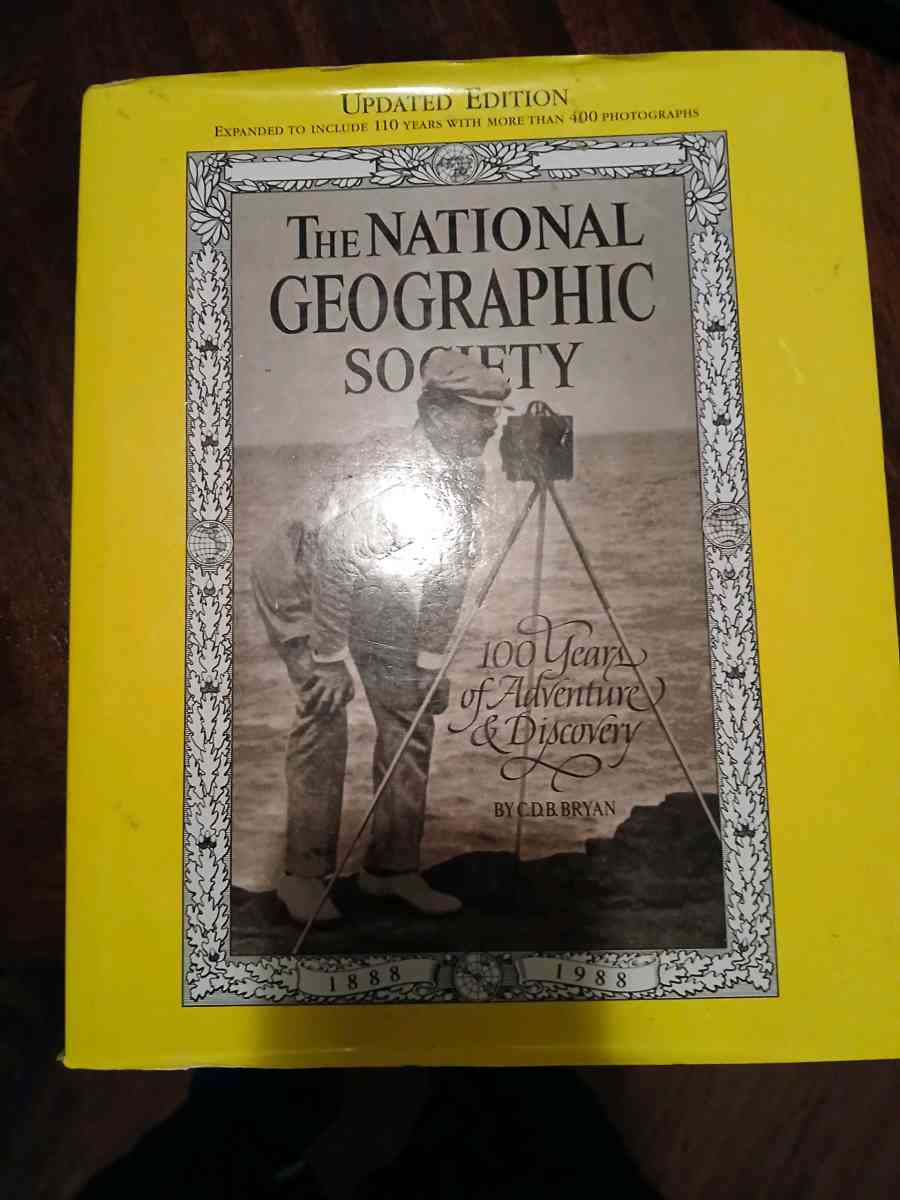 UPDATED EDITION
EXPANDED TO INCLUDE 110 YEARS WITH MORE THAN 400 PHOTOGRAPHS
THE NATIONAL
GEOGRAPHIC
SOCIETY
100 Years
of Adventure
& Discovery
BY C.D.B. BRYAN
1888 1988